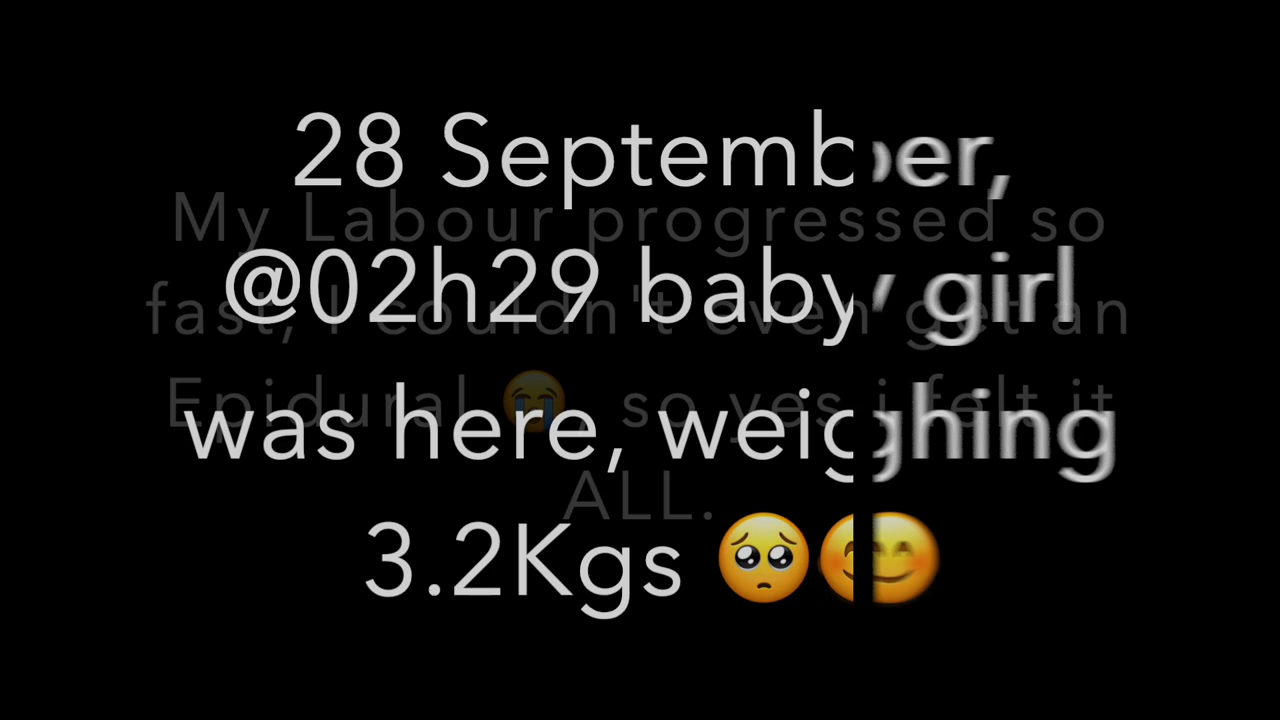 28 September,
@02h29 baby girl
was here, weighing
3.2Kgs 🥺😊
My Labour progressed so
fast, I couldn't even get an
Epidural 😭, so yes i felt it
ALL.